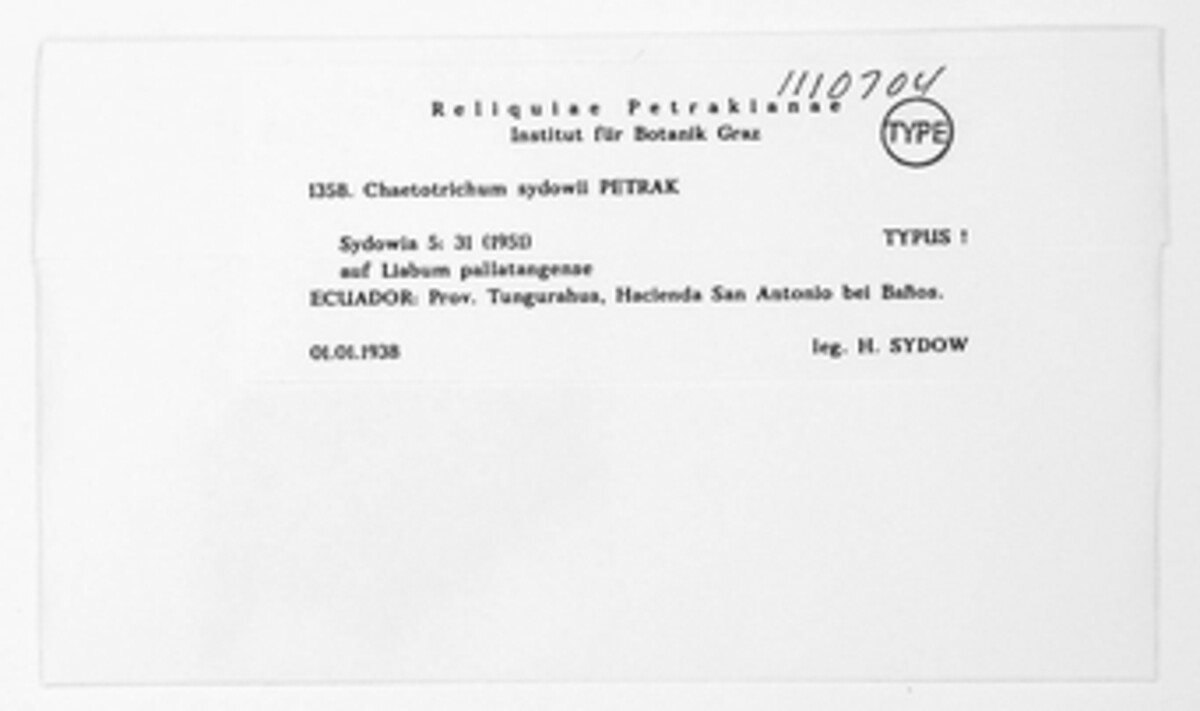 1110704
Reliquiae Petrakianae
Institut für Botanik Graz
TYPE
1358. Chaetotrichum sydowii PETRAK
Sydowia 5: 31 (1951) TYPUS !
auf Liabum pallatangense
ECUADOR: Prov. Tungurahua, Hacienda San Antonio bei Baños.
01.01.1938 leg. H. SYDOW